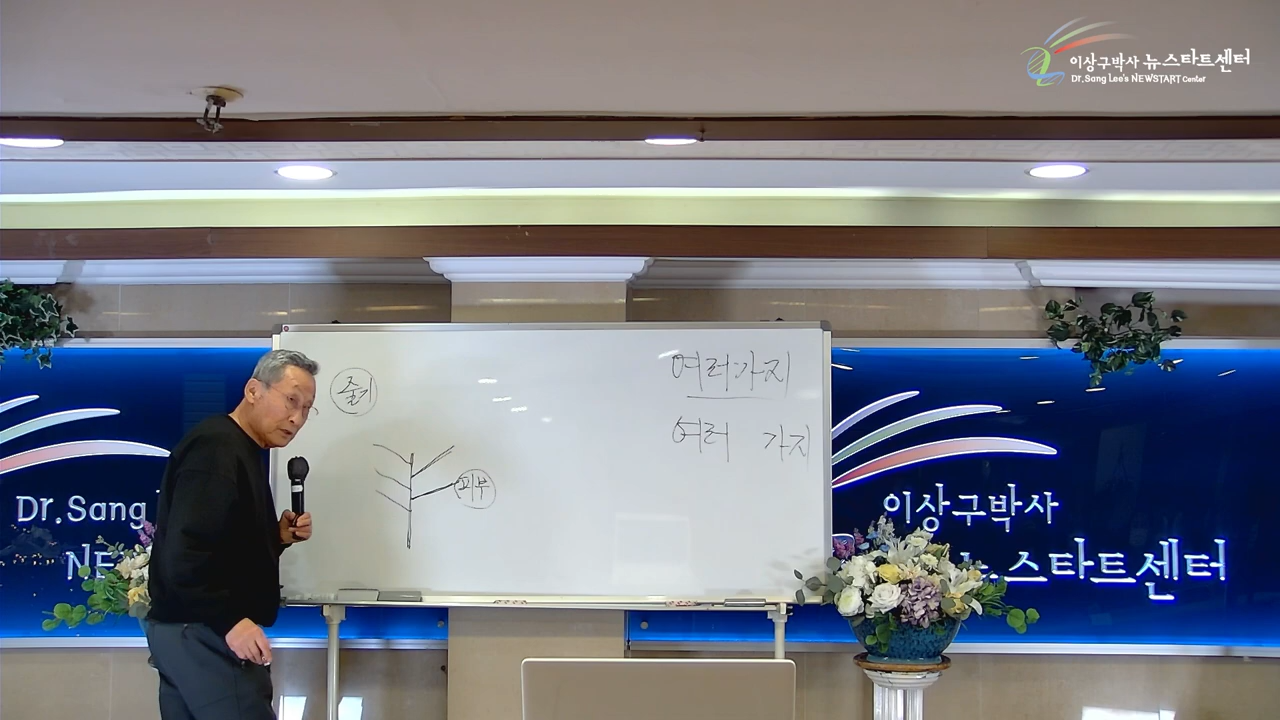 이상구박사 뉴스타트센터
Dr.Sang Lee's NEWSTART Center
줄기
피부
여러가지
여러 가지
Dr.Sang
NE
이상구박사
뉴스타트센터